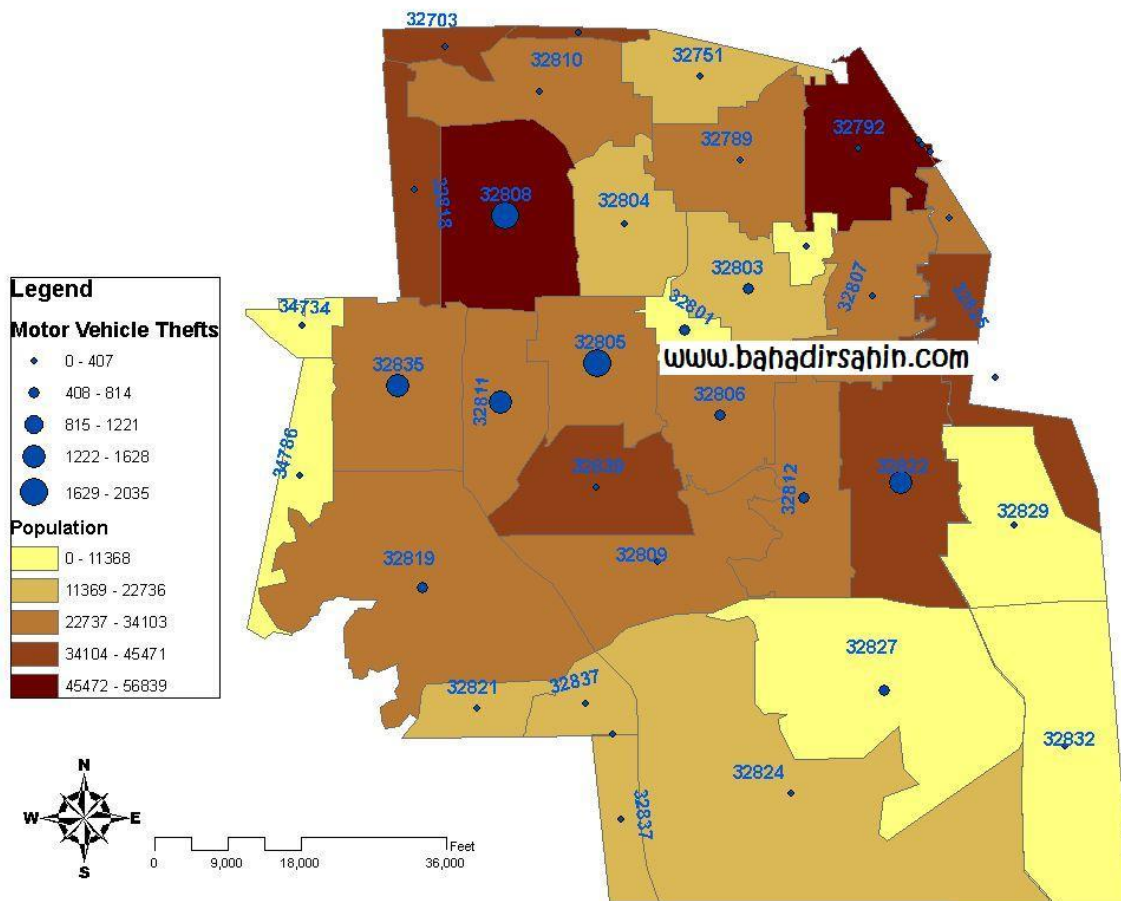 32703
32810
32751
32792
32789
32808
32818
32804
32803
32807
32825
Legend
Motor Vehicle Thefts
0 - 407
408 - 814
815 - 1221
1222 - 1628
1629 - 2035
Population
0 - 11368
11369 - 22736
22737 - 34103
34104 - 45471
45472 - 56839
34734
32801
www.bahadirsahin.com
32805
32835
32811
32806
34786
32839
32812
32822
32829
32819
32809
32827
32821
32837
32832
32824
32837
N
W
E
S
Feet
0
9,000
18,000
36,000